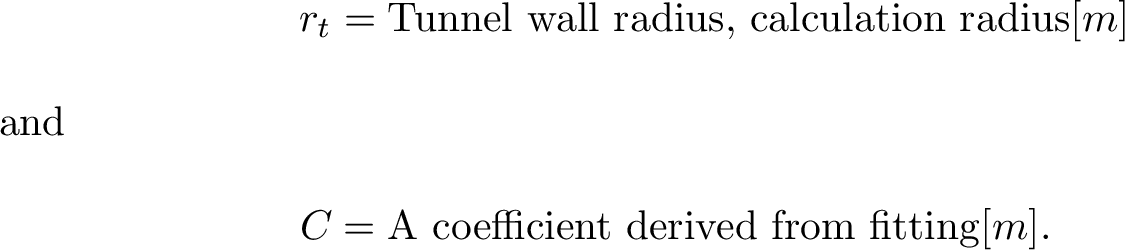 r_t = Tunnel wall radius, calculation radius[m]
and
C = A coefficient derived from fitting[m].